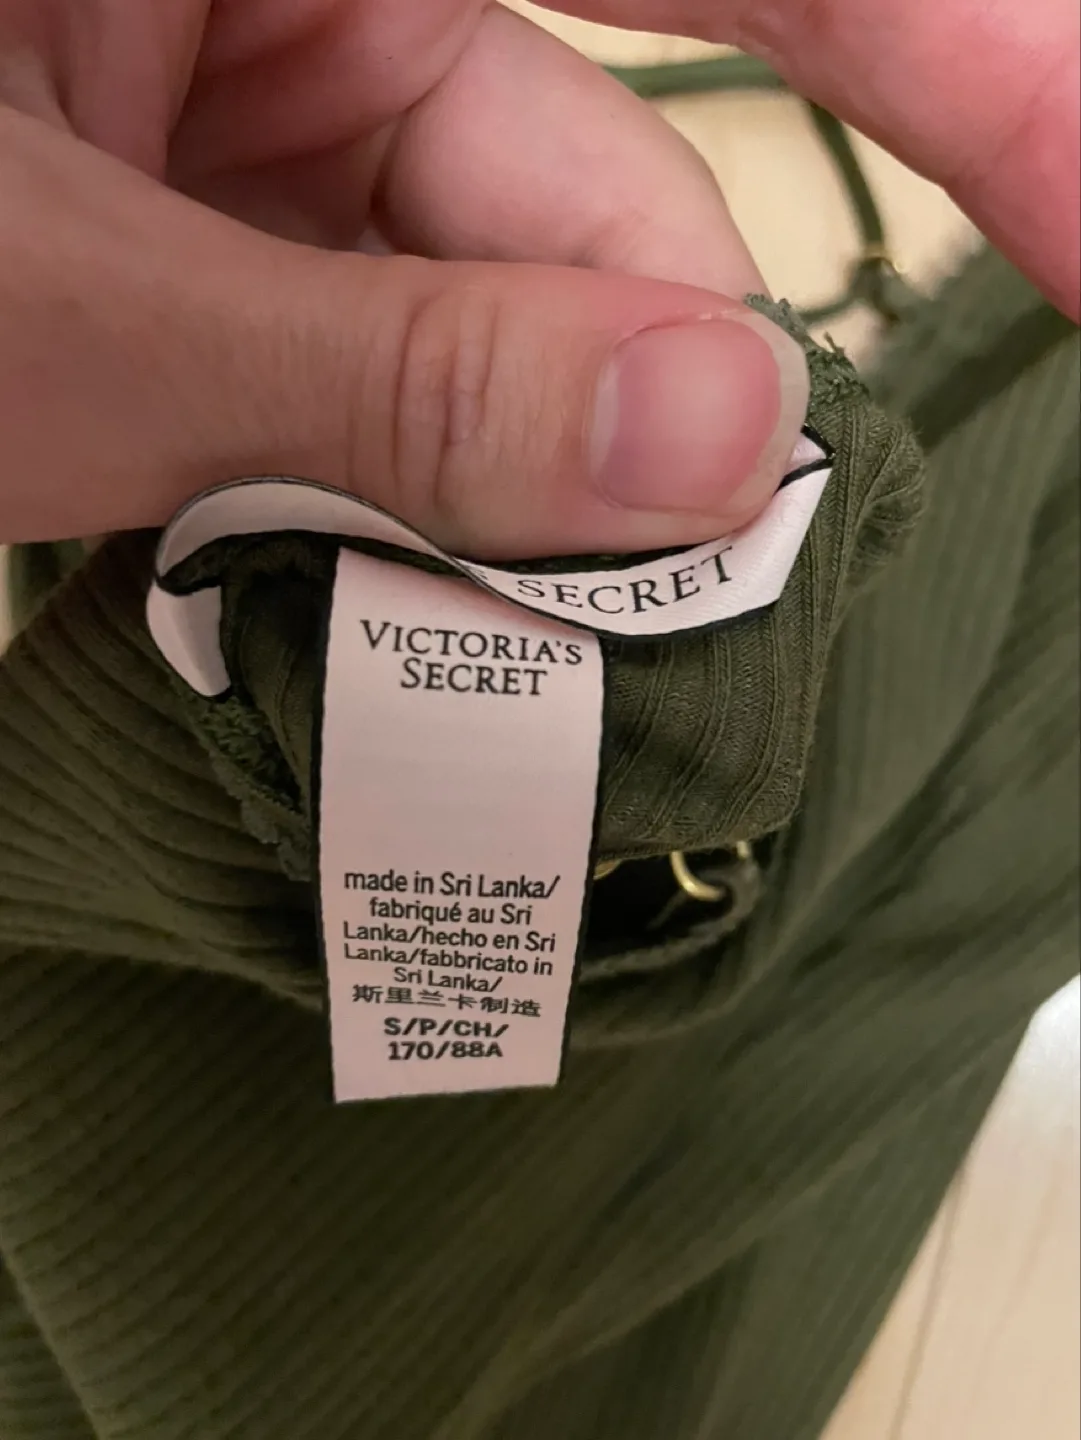 SECRET
VICTORIA'S
SECRET
made in Sri Lanka/
fabriqué au Sri
Lanka/hecho en Sri
Lanka/fabbricato in
Sri Lanka/
斯里兰卡制造
S/P/CH/
170/88A